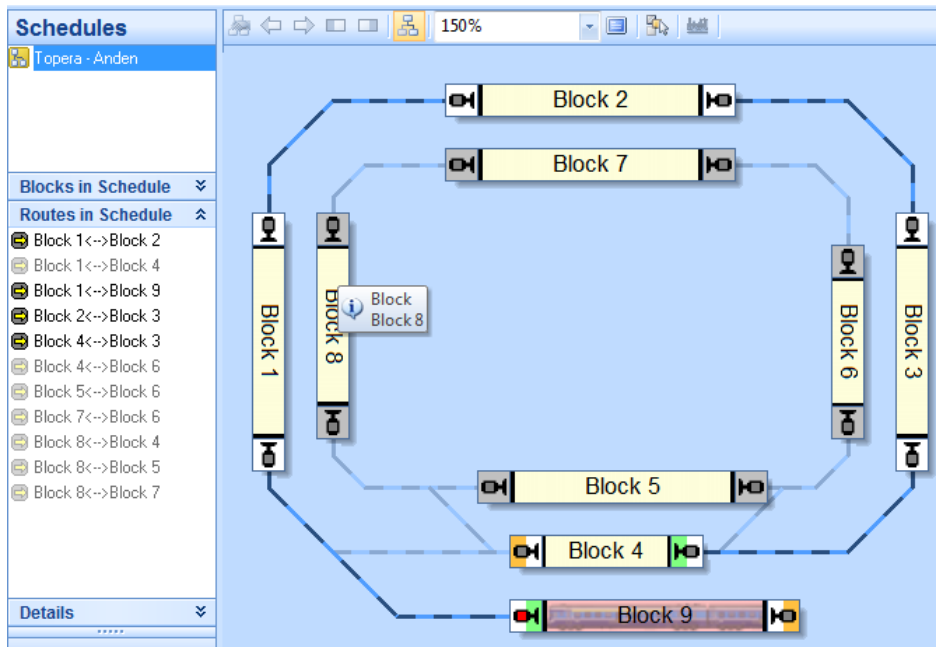 Schedules
150%
Topera - Anden
Blocks in Schedule
Routes in Schedule
Block 1<-->Block 2
Block 1<-->Block 4
Block 1<-->Block 9
Block 2<-->Block 3
Block 4<-->Block 3
Block 4<-->Block 6
Block 5<-->Block 6
Block 7<-->Block 6
Block 8<-->Block 4
Block 8<-->Block 5
Block 8<-->Block 7
Details
Block 2
Block 7
Block 1
Block 8
Block
Block 8
Block 6
Block 3
Block 5
Block 4
Block 9